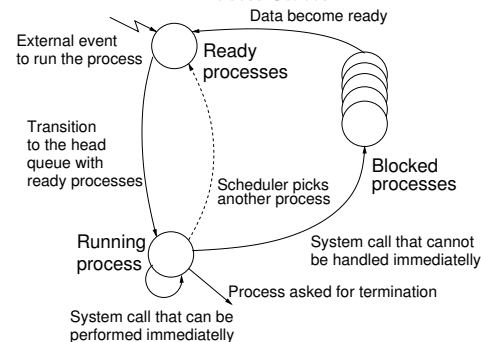 Data become ready
External event
to run the process
Ready
processes
Transition
to the head
queue with
ready processes
Scheduler picks
another process
Blocked
processes
Running
process
System call that cannot
be handled immediatelly
Process asked for termination
System call that can be
performed immediatelly